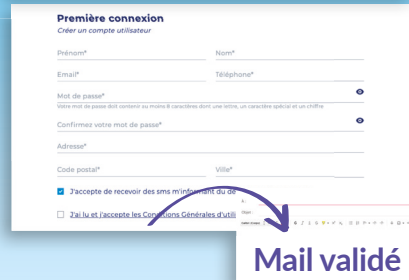 Première connexion
Créer un compte utilisateur
Prénom* Nom*
Email* Téléphone*
Mot de passe*
Votre mot de passe doit contenir au moins 8 caractères dont une lettre, un caractère spécial et un chiffre
Confirmez votre mot de passe*
Adresse*
Code postal* Ville*
J'accepte de recevoir des sms m'informant du dé
J'ai lu et j'accepte les Conditions Générales d'utili
Mail validé